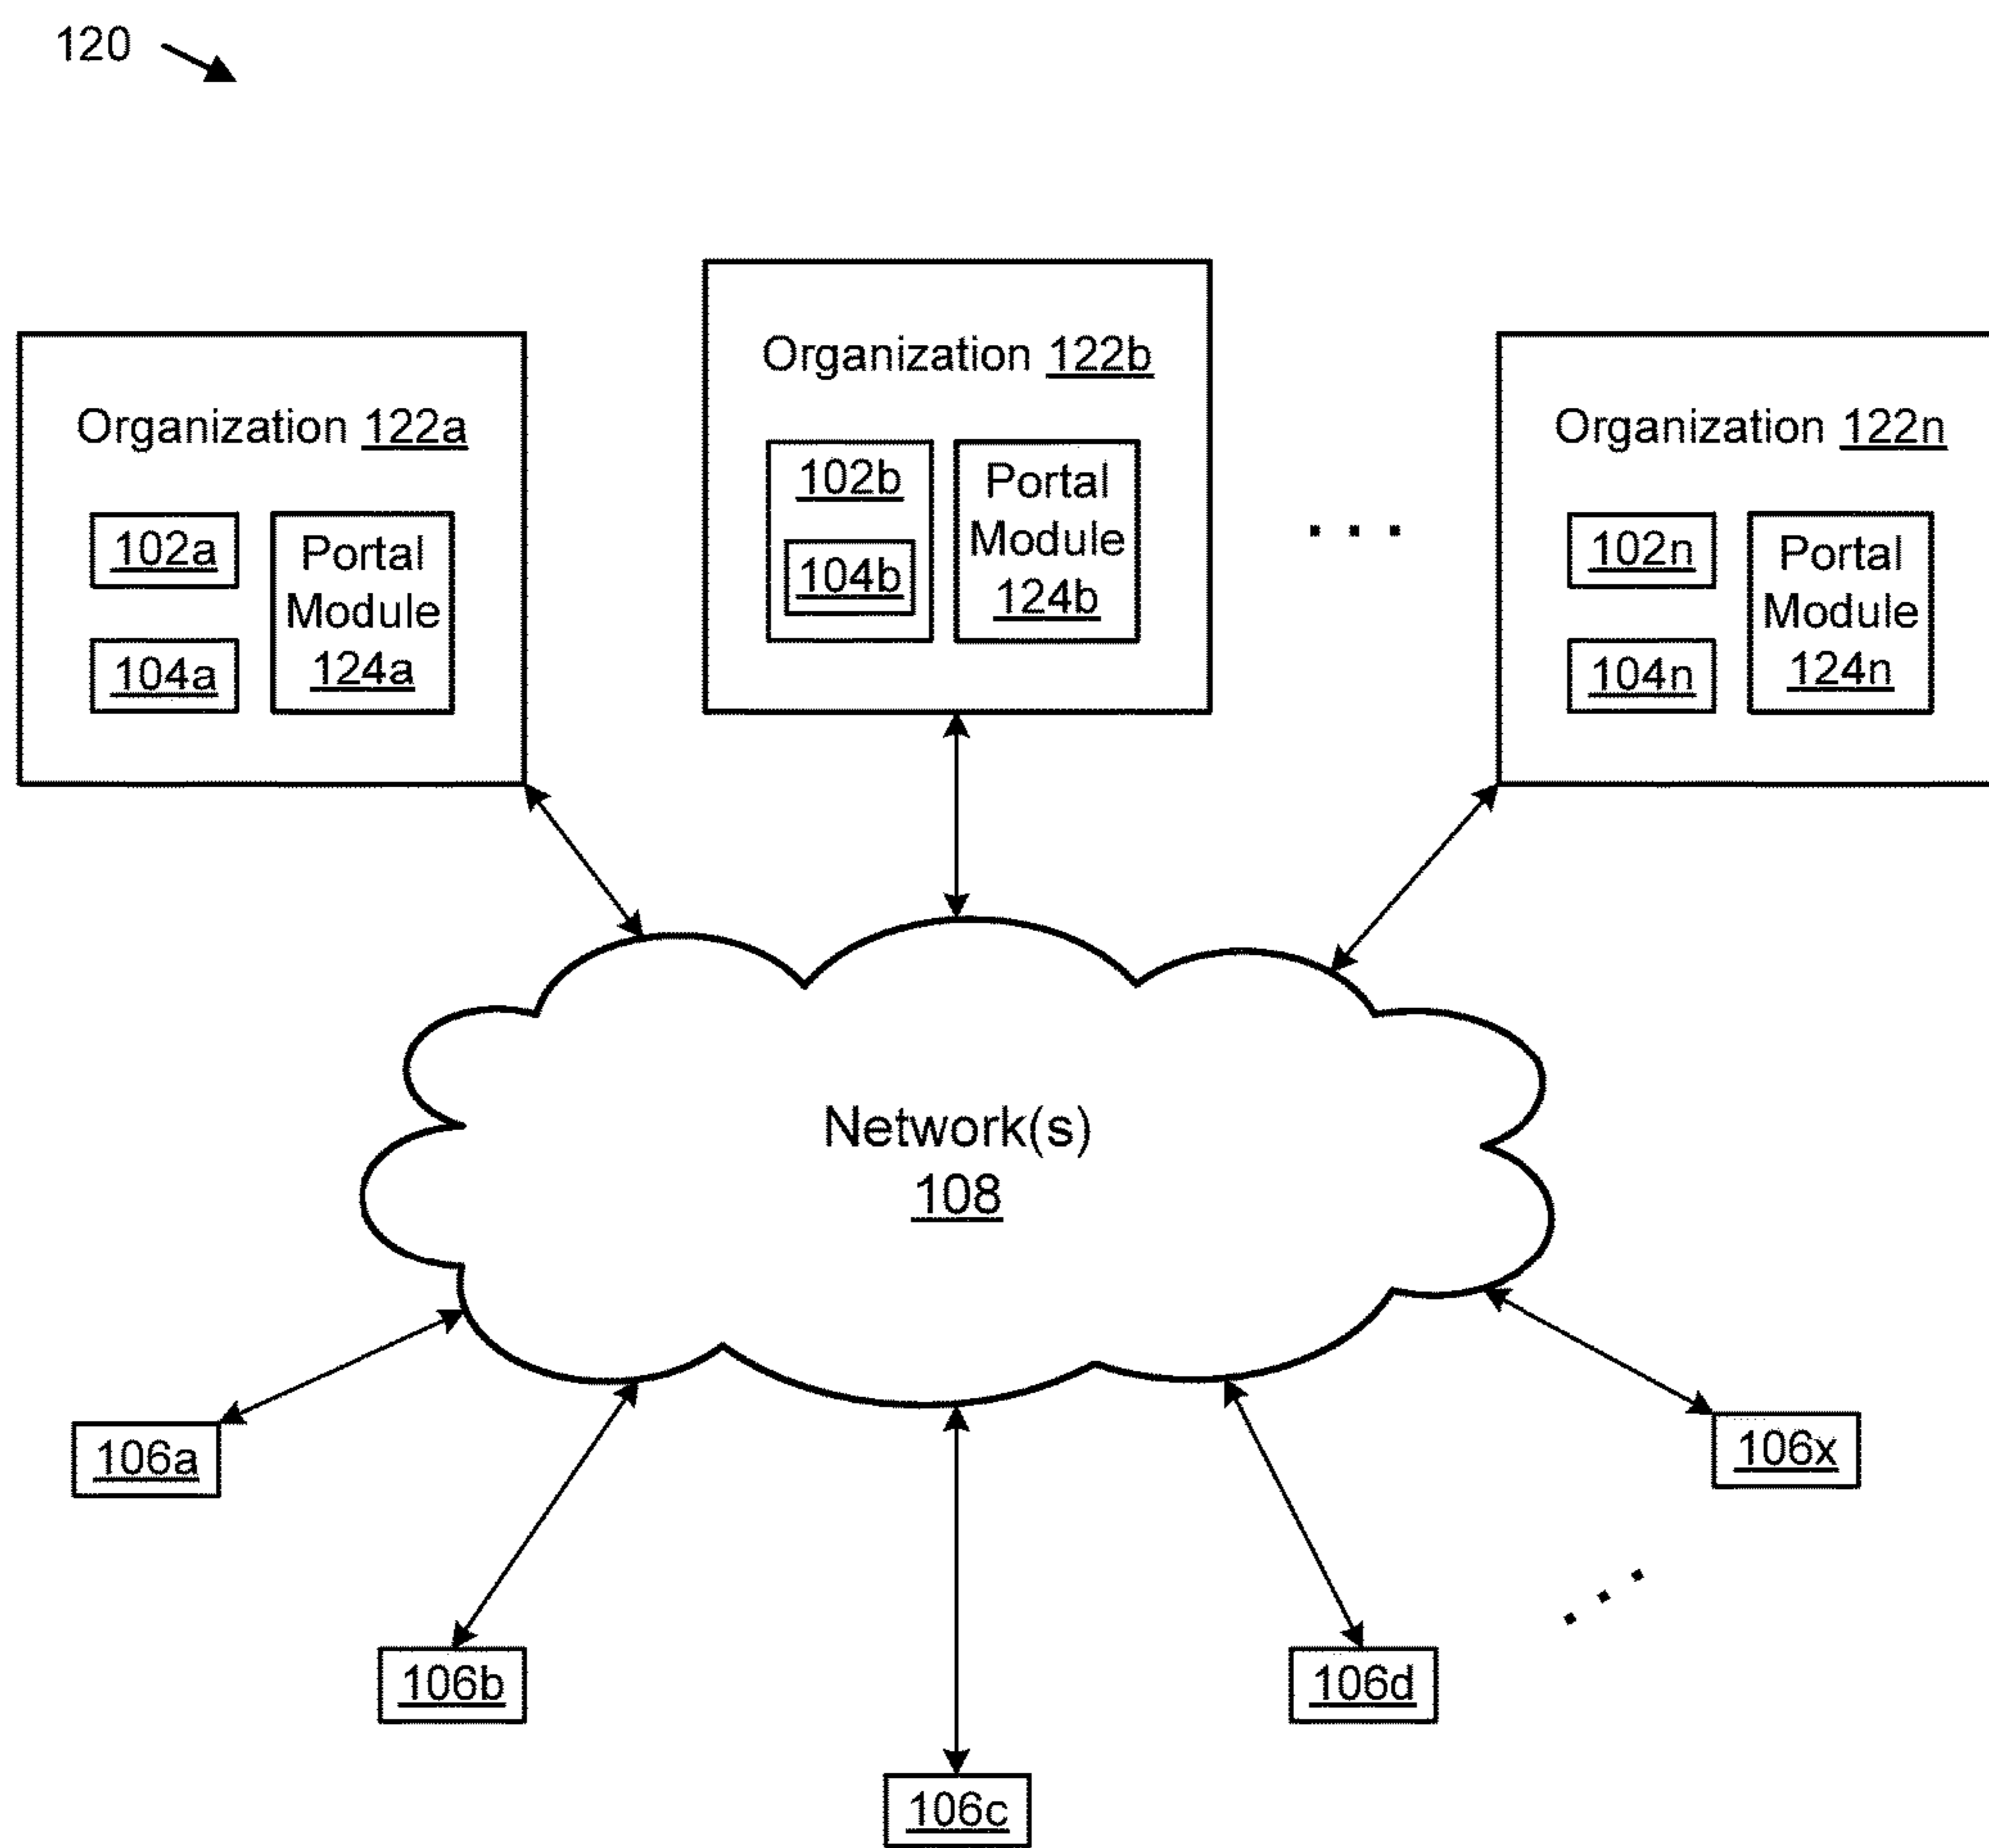 120
Organization 122a
102a
104a
Portal
Module
124a
Organization 122b
102b
104b
Portal
Module
124b
. . .
Organization 122n
102n
104n
Portal
Module
124n
Network(s)
108
106a
106b
106c
106d
. . .
106x